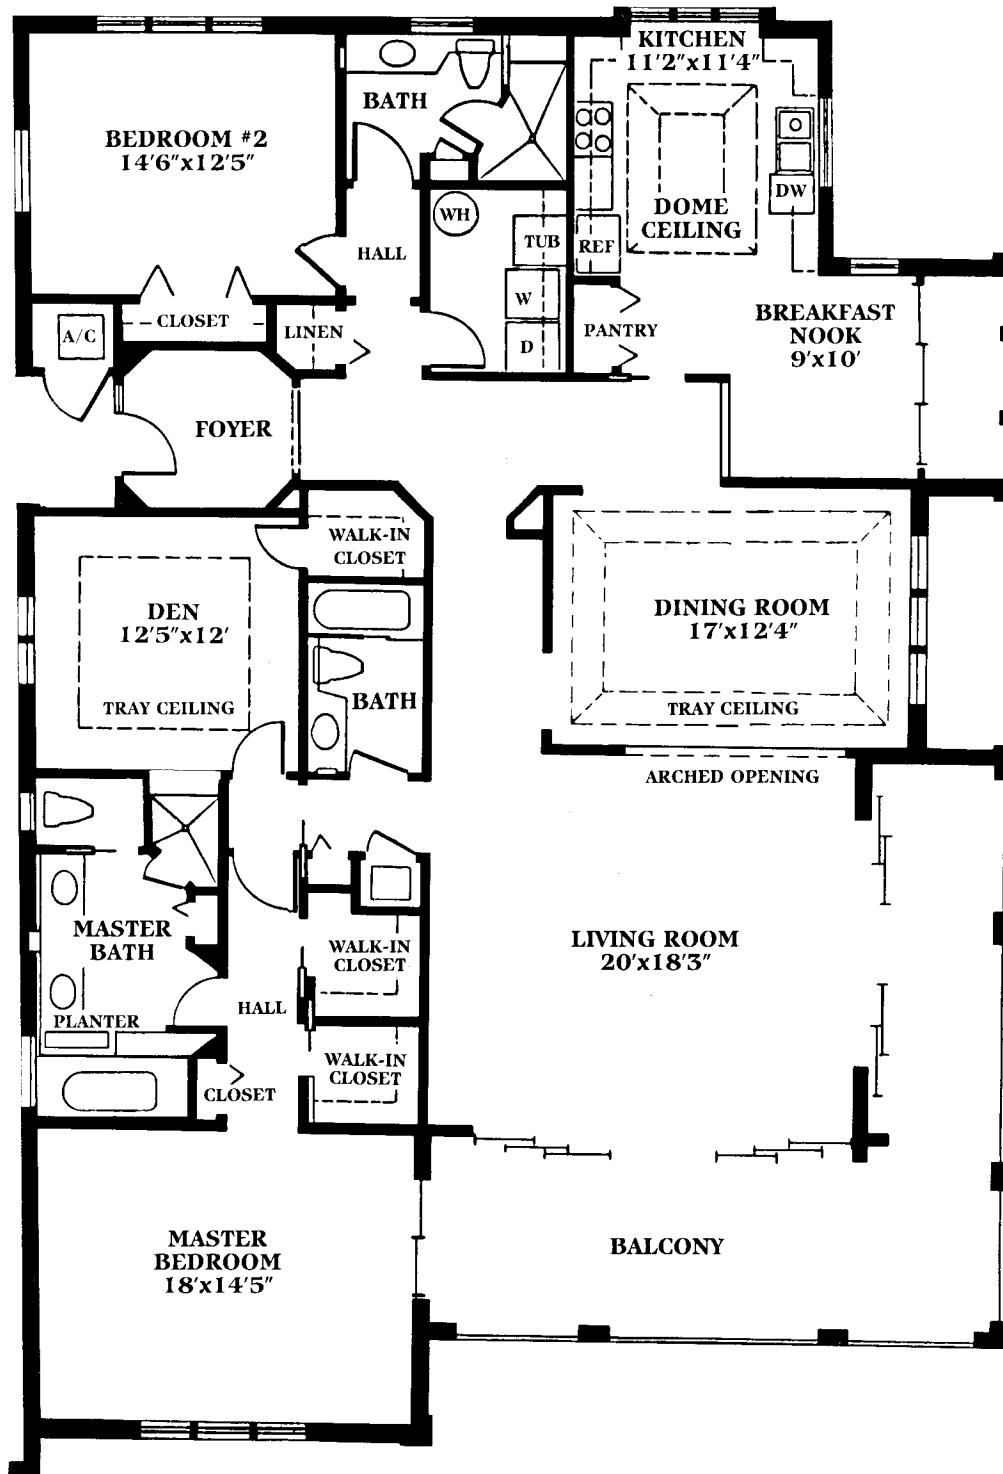 KITCHEN
11'2"x11'4"
BATH
BEDROOM #2
14'6"x12'5"
DW
DOME
CEILING
WH
TUB
REF
HALL
W
D
CLOSET
LINEN
A/C
PANTRY
BREAKFAST
NOOK
9'x10'
FOYER
WALK-IN
CLOSET
DEN
12'5"x12'
TRAY CEILING
BATH
DINING ROOM
17'x12'4"
TRAY CEILING
ARCHED OPENING
MASTER
BATH
PLANTER
HALL
CLOSET
WALK-IN
CLOSET
WALK-IN
CLOSET
LIVING ROOM
20'x18'3"
MASTER
BEDROOM
18'x14'5"
BALCONY